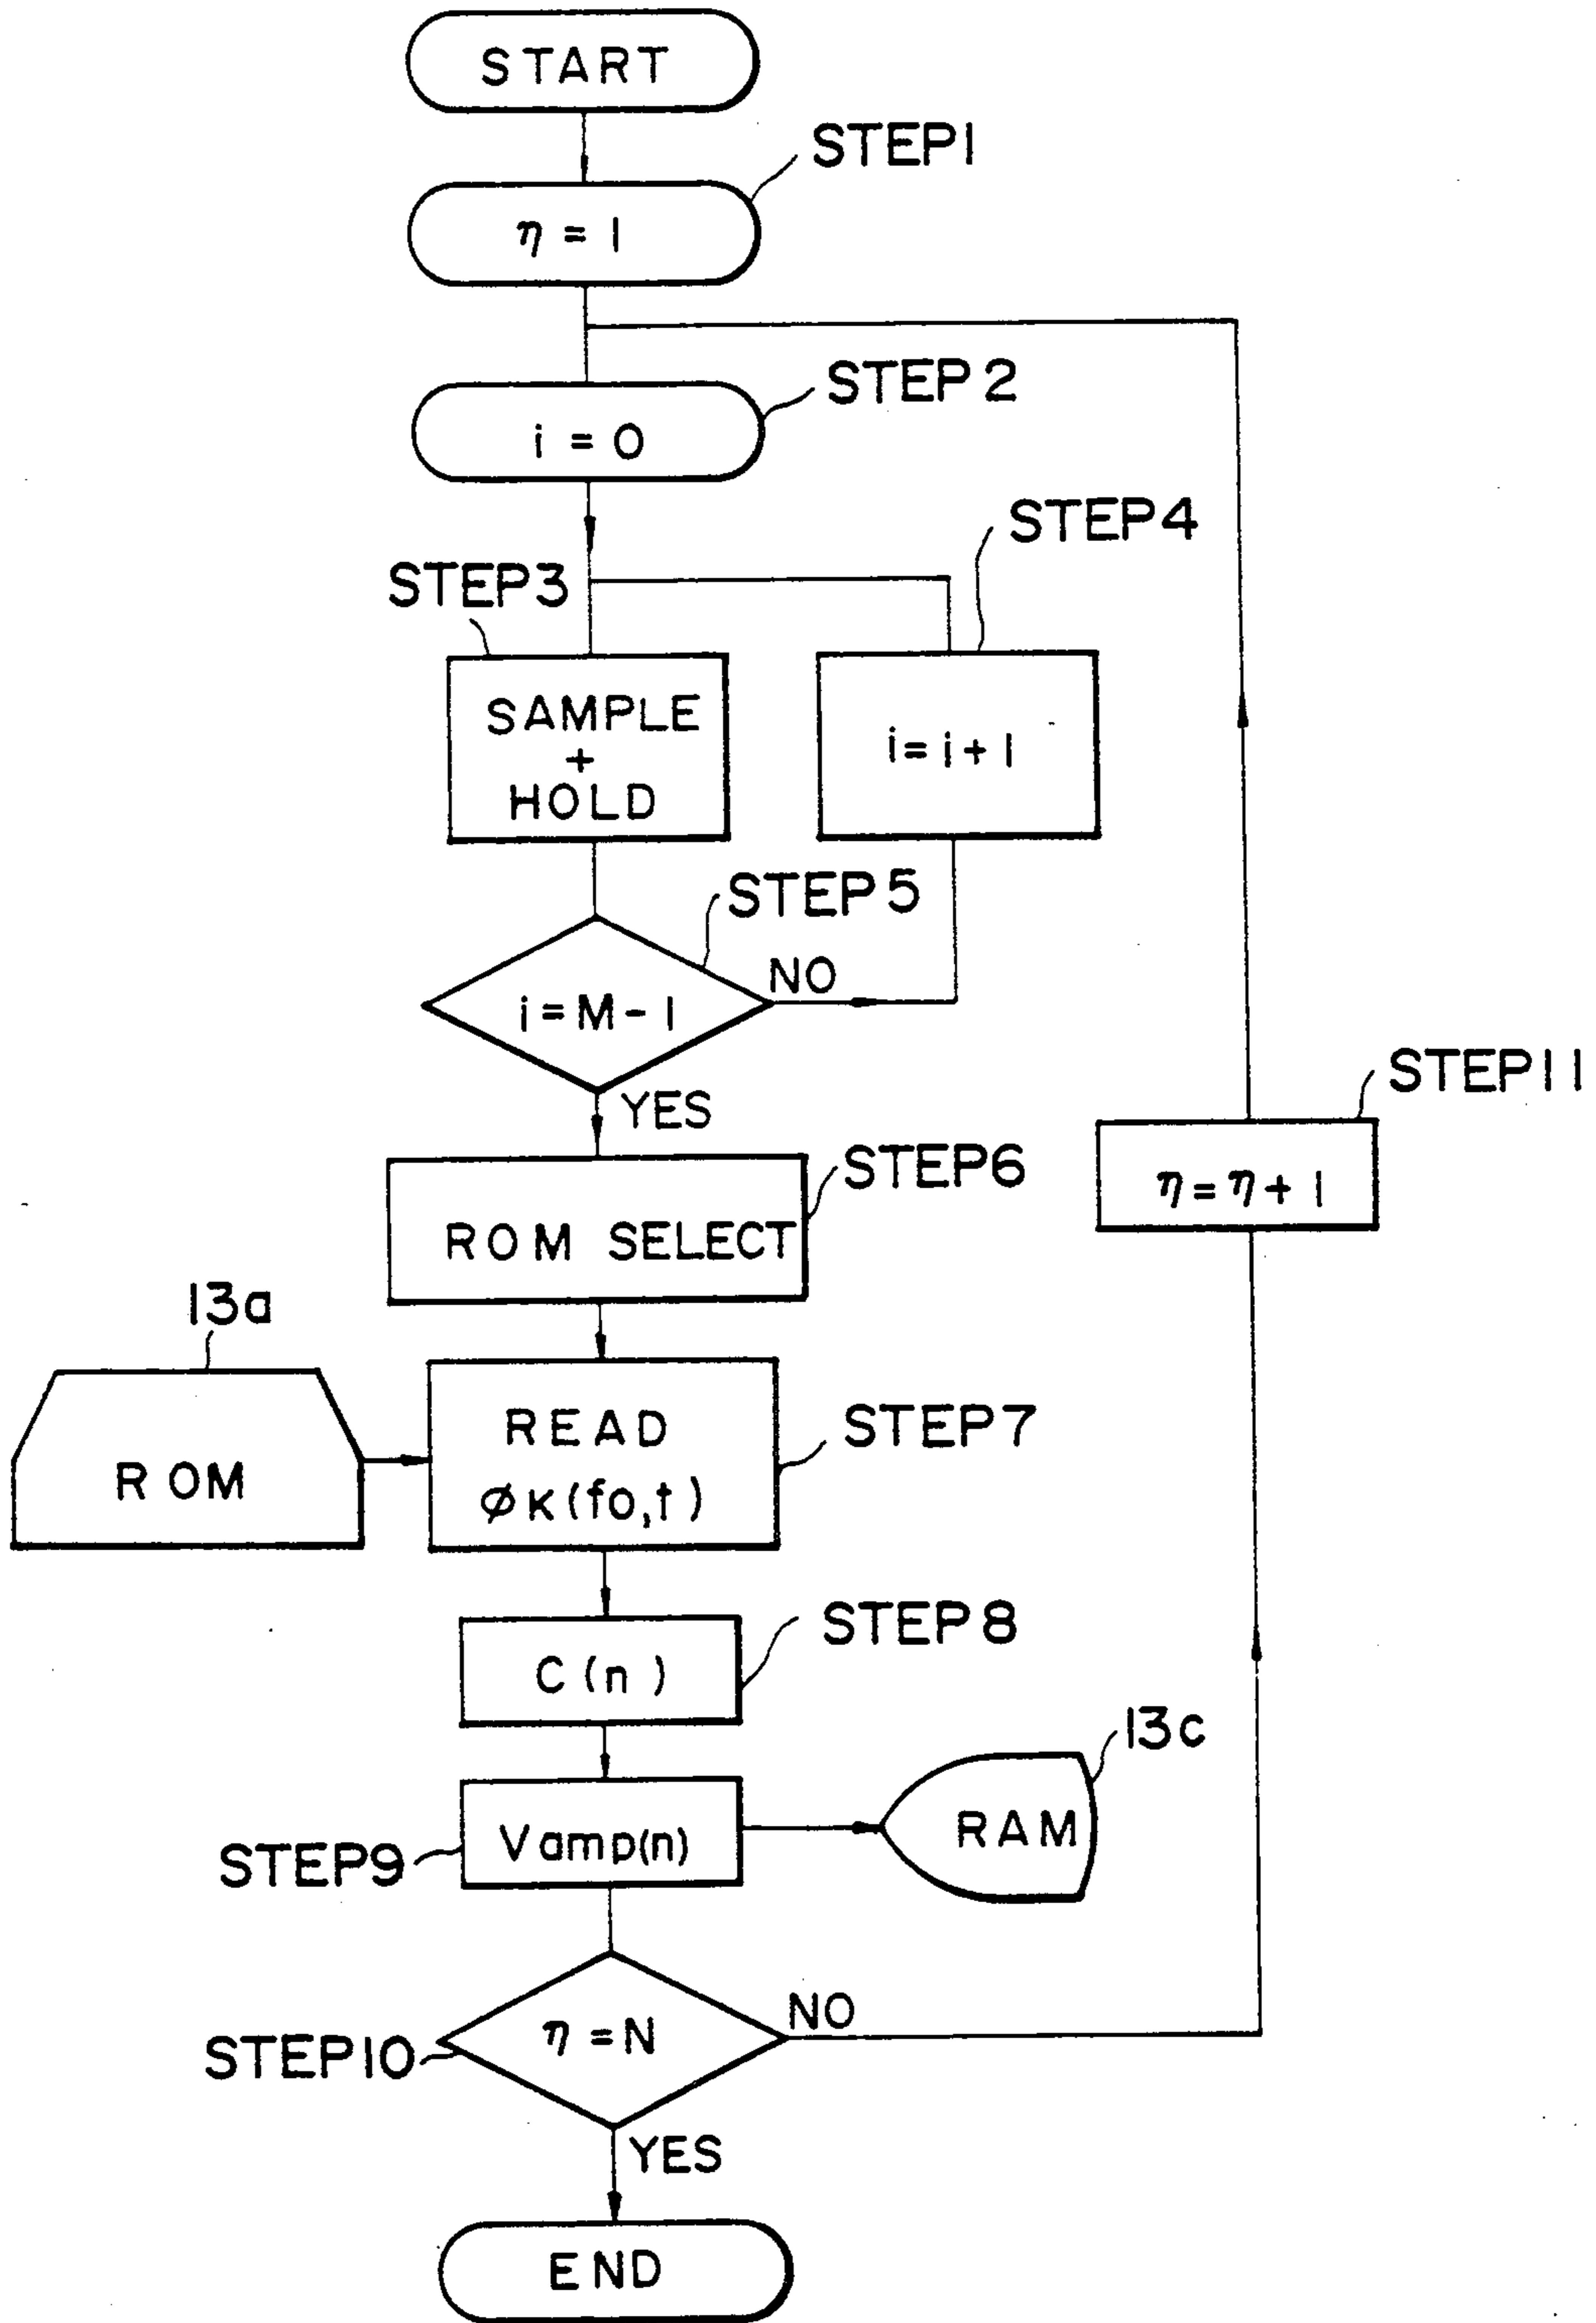 START
STEP1
η = 1
STEP 2
i = 0
STEP4
STEP3
SAMPLE
+
HOLD
i = i + 1
STEP 5
NO
i = M - 1
STEP11
YES
STEP6
η = η + 1
ROM SELECT
13a
READ
STEP7
ROM
øK(fo,t)
STEP 8
C (n)
13c
RAM
Vamp(n)
STEP9
NO
η = N
STEP10
YES
END